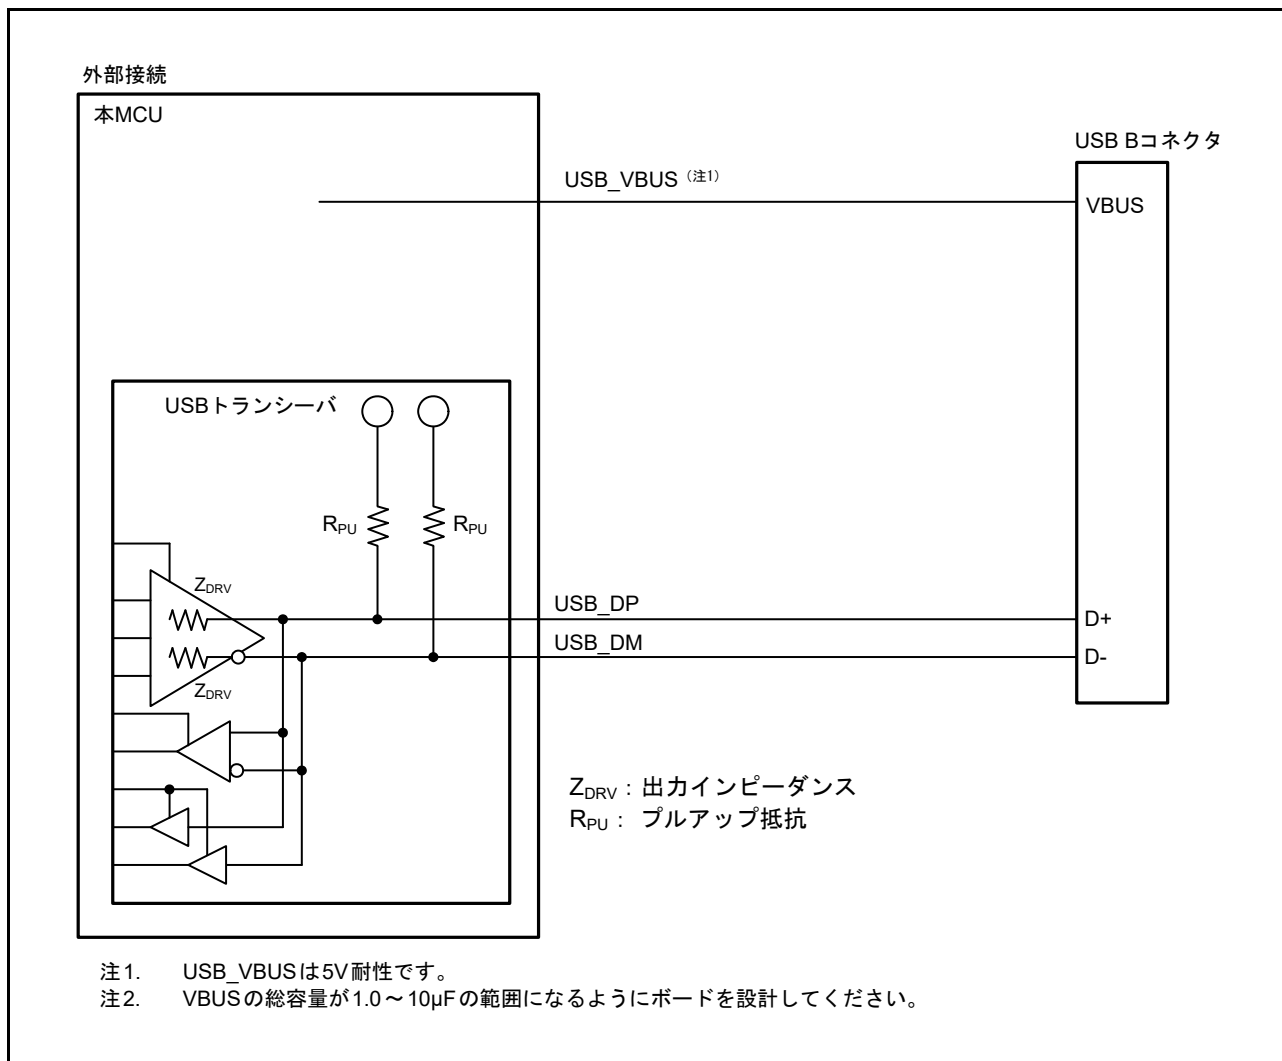 外部接続
本MCU
USB Bコネクタ
USB_VBUS（注1）
VBUS
USBトランシーバ
RPU
RPU
ZDRV
USB_DP
D+
USB_DM
D-
ZDRV
ZDRV：出力インピーダンス
RPU：プルアップ抵抗
注1. USB_VBUSは5V耐性です。
注2. VBUSの総容量が1.0～10μFの範囲になるようにボードを設計してください。